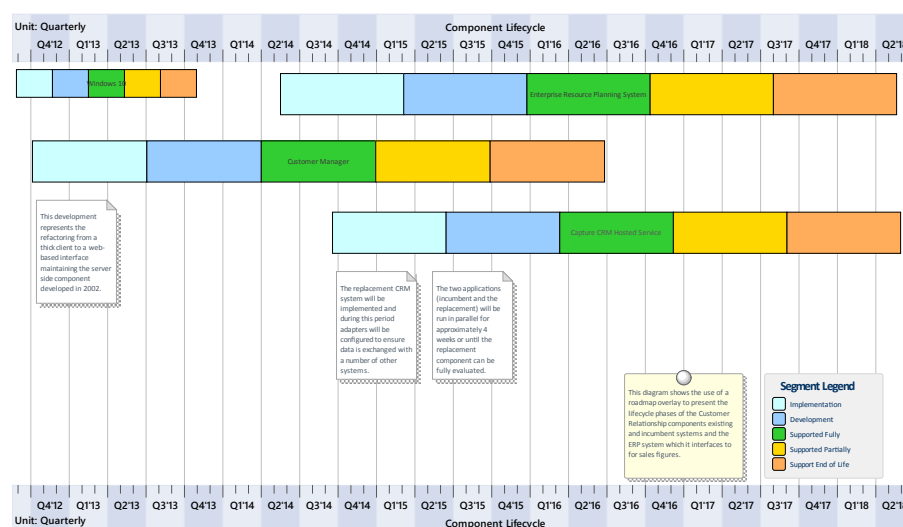 Unit: Quarterly
Component Lifecycle
Q4'12 Q1'13 Q2'13 Q3'13 Q4'13 Q1'14 Q2'14 Q3'14 Q4'14 Q1'15 Q2'15 Q3'15 Q4'15 Q1'16 Q2'16 Q3'16 Q4'16 Q1'17 Q2'17 Q3'17 Q4'17 Q1'18 Q2'1
Windows 10
Enterprise Resource Planning System
Customer Manager
Capture CRM Hosted Service
This development
represents the
refactoring from a
thick client to a web-
based interface
maintaining the server
side component
developed in 2002.
The replacement CRM
system will be
implemented and
during this period
adapters will be
configured to ensure
data is exchanged with
a number of other
systems.
The two applications
(incumbent and the
replacement) will be
run in parallel for
approximately 4
weeks or until the
replacement
component can be
fully evaluated.
This diagram shows the use of a
roadmap overlay to present the
lifecycle phases of the Customer
Relationship components existing
and incumbent systems and the
ERP system which it interfaces to
for sales figures.
Segment Legend
Implementation
Development
Supported Fully
Supported Partially
Support End of Life
Q4'12 Q1'13 Q2'13 Q3'13 Q4'13 Q1'14 Q2'14 Q3'14 Q4'14 Q1'15 Q2'15 Q3'15 Q4'15 Q1'16 Q2'16 Q3'16 Q4'16 Q1'17 Q2'17 Q3'17 Q4'17 Q1'18 Q2'1
Unit: Quarterly
Component Lifecycle